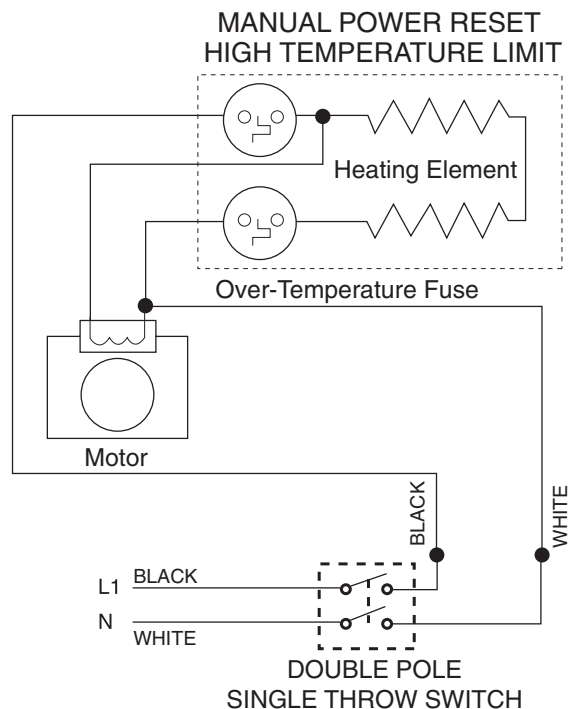 MANUAL POWER RESET
HIGH TEMPERATURE LIMIT
Heating Element
Over-Temperature Fuse
Motor
BLACK
WHITE
L1 BLACK
N
WHITE
DOUBLE POLE
SINGLE THROW SWITCH